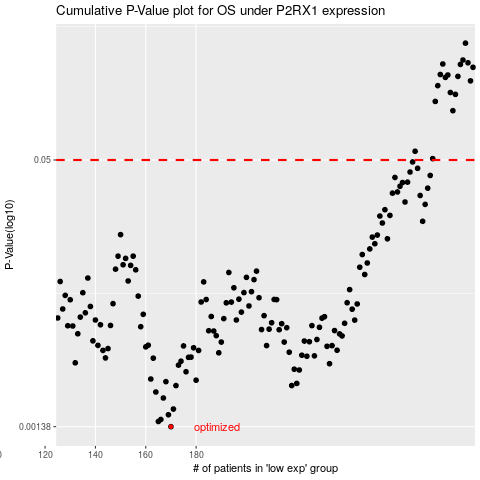 Cumulative P-Value plot for OS under P2RX1 expression
P-Value(log10)
0.05
0.00138
optimized
0
120
140
160
180
# of patients in 'low exp' group